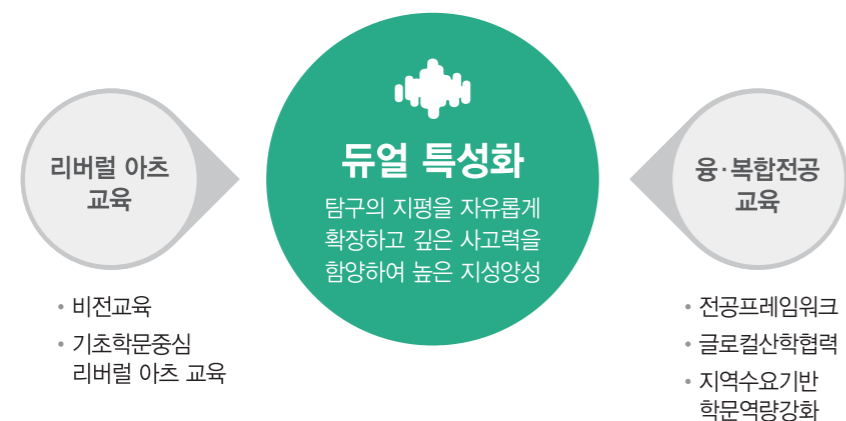 리버럴 아츠
교육
• 비전교육
• 기초학문중심
리버럴 아츠 교육
듀얼 특성화
탐구의 지평을 자유롭게
확장하고 깊은 사고력을
함양하여 높은 지성양성
융·복합전공
교육
• 전공프레임워크
• 글로컬산학협력
• 지역수요기반
학문역량강화